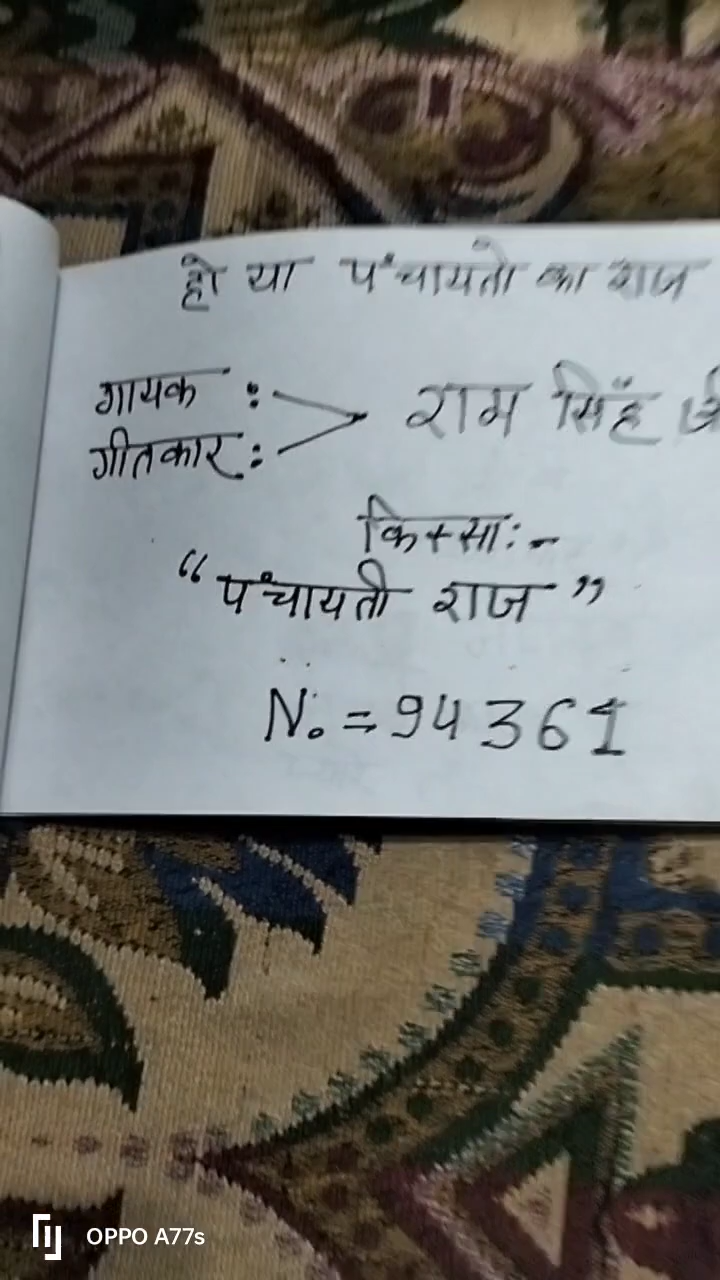 हो या पंचायतो का राज
गायक :
गीतकार : राम सिंह
किस्सा:-
"पंचायती राज"
N. = 94361
OPPO A77s